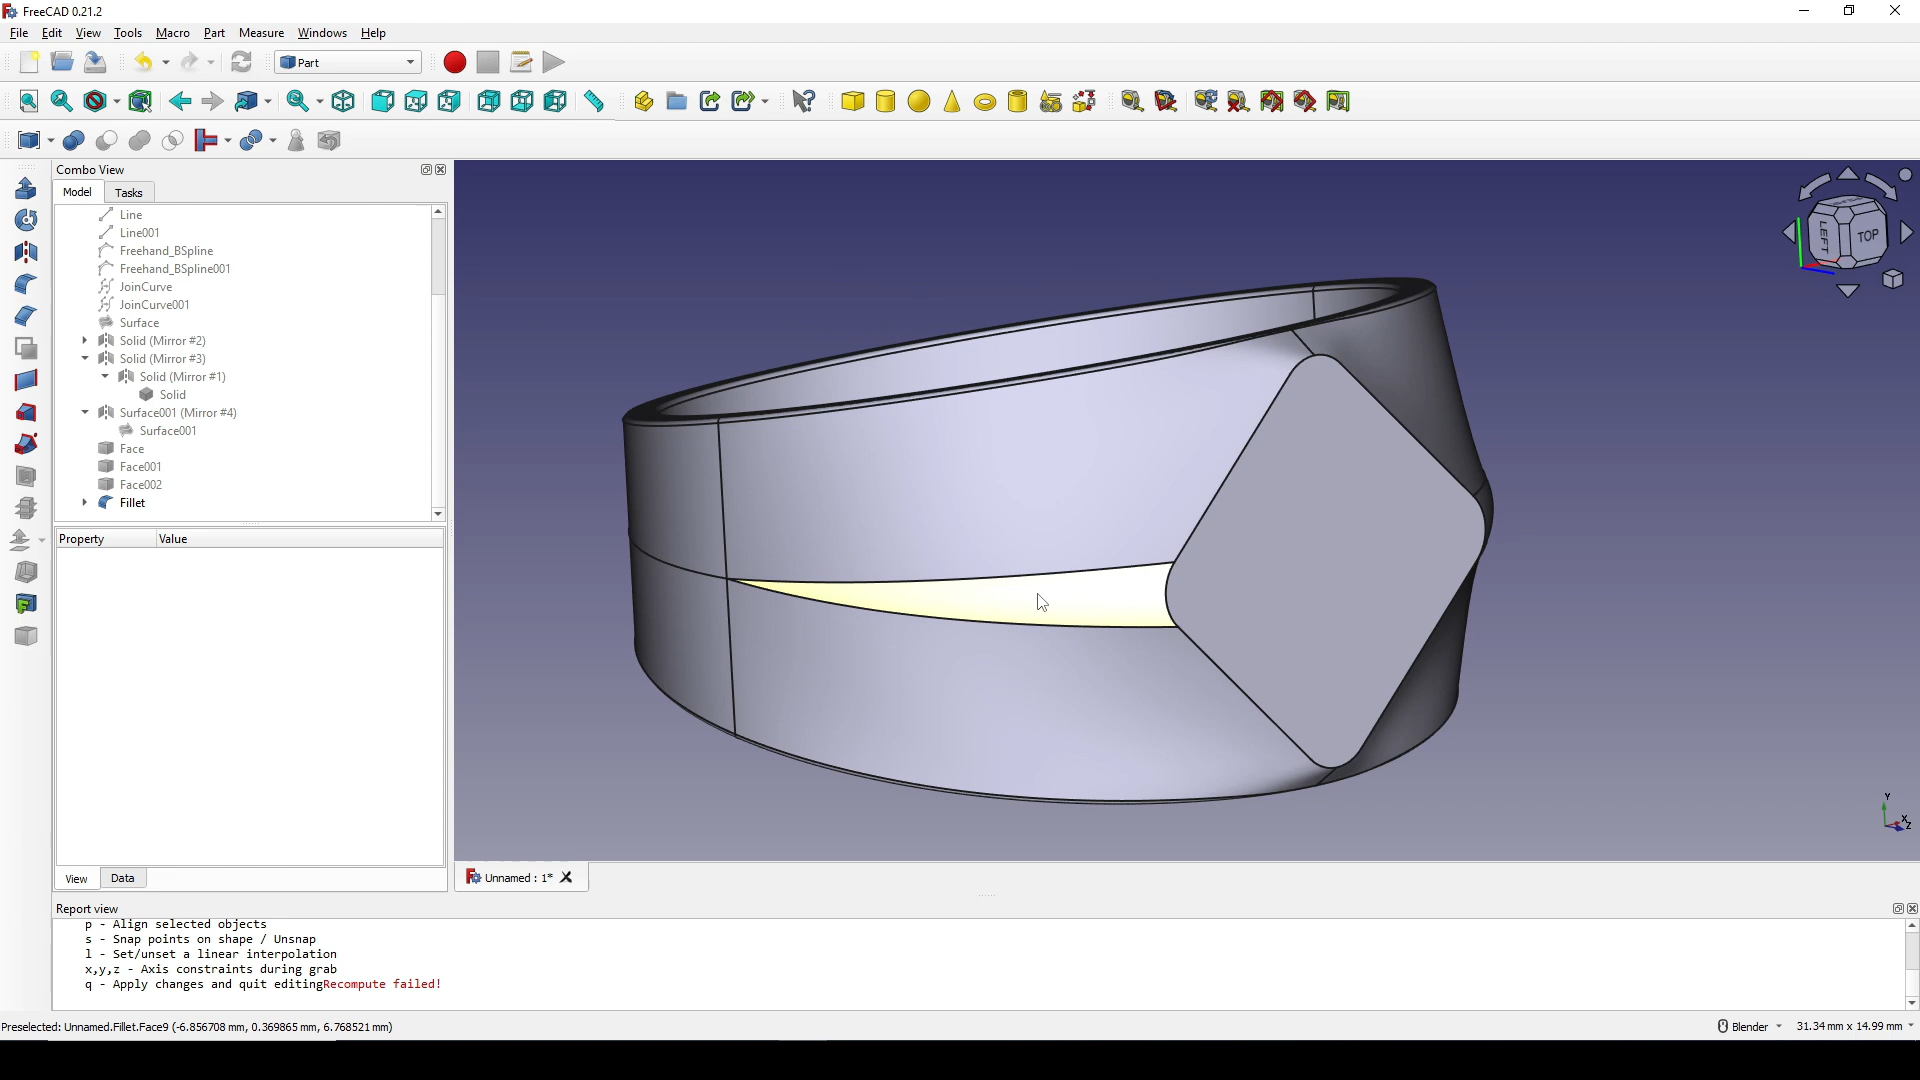 FreeCAD 0.21.2
File Edit View Tools Macro Part Measure Windows Help
Part
Combo View
Model Tasks
Line
Line001
Freehand_BSpline
Freehand_BSpline001
JoinCurve
JoinCurve001
Surface
Solid (Mirror #2)
Solid (Mirror #3)
Solid (Mirror #1)
Solid
Surface001 (Mirror #4)
Surface001
Face
Face001
Face002
Fillet
Property Value
View Data
LEFT TOP
Y
X
Z
Unnamed : 1*
Report view
p - Align selected objects
s - Snap points on shape / Unsnap
l - Set/unset a linear interpolation
x,y,z - Axis constraints during grab
q - Apply changes and quit editingRecompute failed!
Preselected: Unnamed.Fillet.Face9 (-6.856708 mm, 0.369865 mm, 6.768521 mm)
Blender 31.34 mm x 14.99 mm